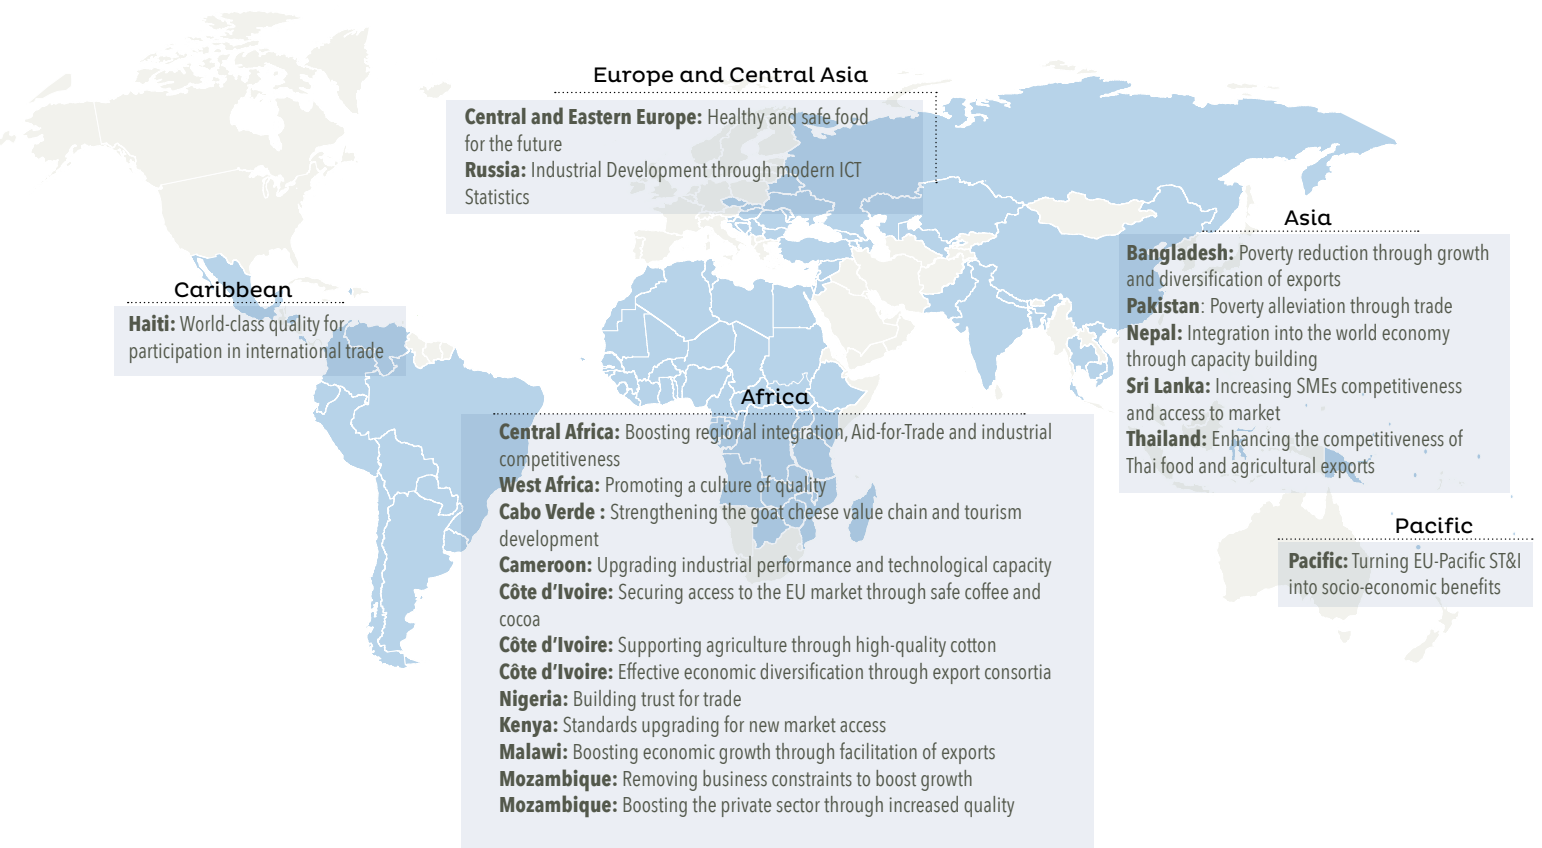 Europe and Central Asia
Central and Eastern Europe: Healthy and safe food
for the future
Russia: Industrial Development through modern ICT
Statistics
Asia
Bangladesh: Poverty reduction through growth
and diversification of exports
Pakistan: Poverty alleviation through trade
Nepal: Integration into the world economy
through capacity building
Sri Lanka: Increasing SMEs competitiveness
and access to market
Thailand: Enhancing the competitiveness of
Thai food and agricultural exports
Caribbean
Haiti: World-class quality for
participation in international trade
Africa
Central Africa: Boosting regional integration, Aid-for-Trade and industrial
competitiveness
West Africa: Promoting a culture of quality
Cabo Verde : Strengthening the goat cheese value chain and tourism
development
Cameroon: Upgrading industrial performance and technological capacity
Côte d’Ivoire: Securing access to the EU market through safe coffee and
cocoa
Côte d’Ivoire: Supporting agriculture through high-quality cotton
Côte d’Ivoire: Effective economic diversification through export consortia
Nigeria: Building trust for trade
Kenya: Standards upgrading for new market access
Malawi: Boosting economic growth through facilitation of exports
Mozambique: Removing business constraints to boost growth
Mozambique: Boosting the private sector through increased quality
Pacific
Pacific: Turning EU-Pacific ST&I
into socio-economic benefits